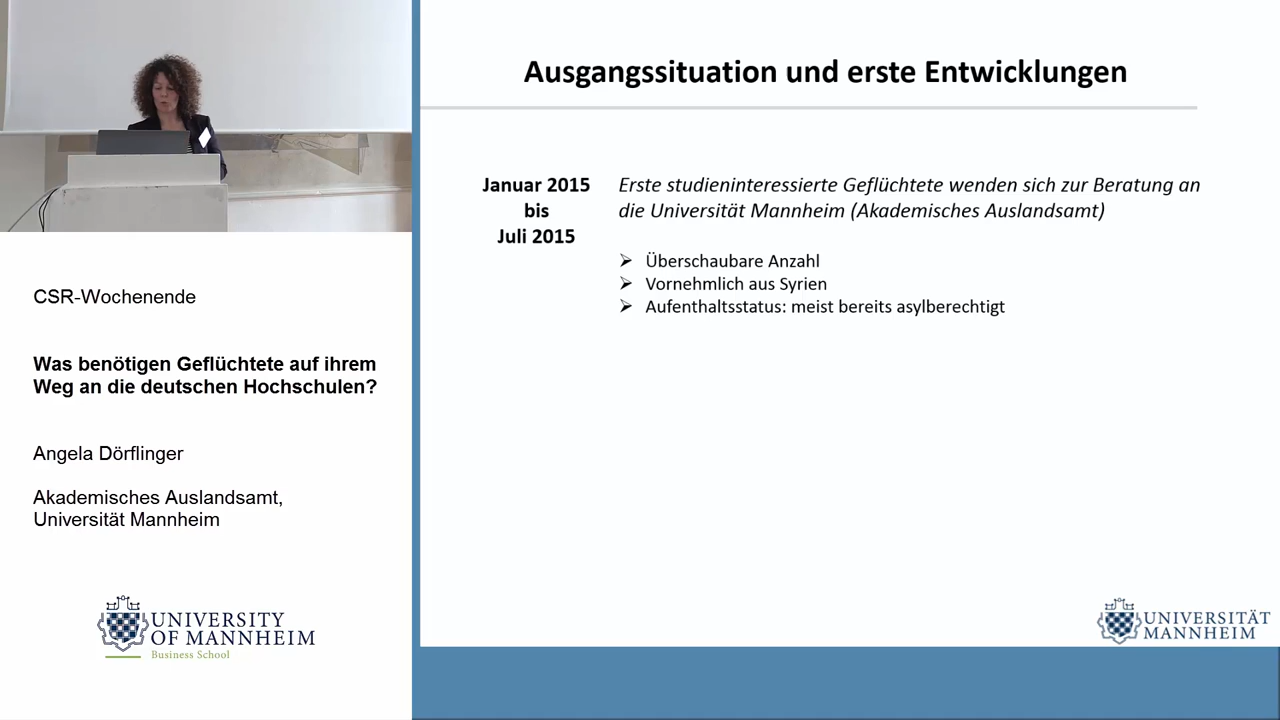 CSR-Wochenende
Was benötigen Geflüchtete auf ihrem
Weg an die deutschen Hochschulen?
Angela Dörflinger
Akademisches Auslandsamt,
Universität Mannheim
UNIVERSITY
OF MANNHEIM
Business School
Ausgangssituation und erste Entwicklungen
Januar 2015
bis
Juli 2015
Erste studieninteressierte Geflüchtete wenden sich zur Beratung an
die Universität Mannheim (Akademisches Auslandsamt)
➢ Überschaubare Anzahl
➢ Vornehmlich aus Syrien
➢ Aufenthaltsstatus: meist bereits asylberechtigt
UNIVERSITÄT
MANNHEIM